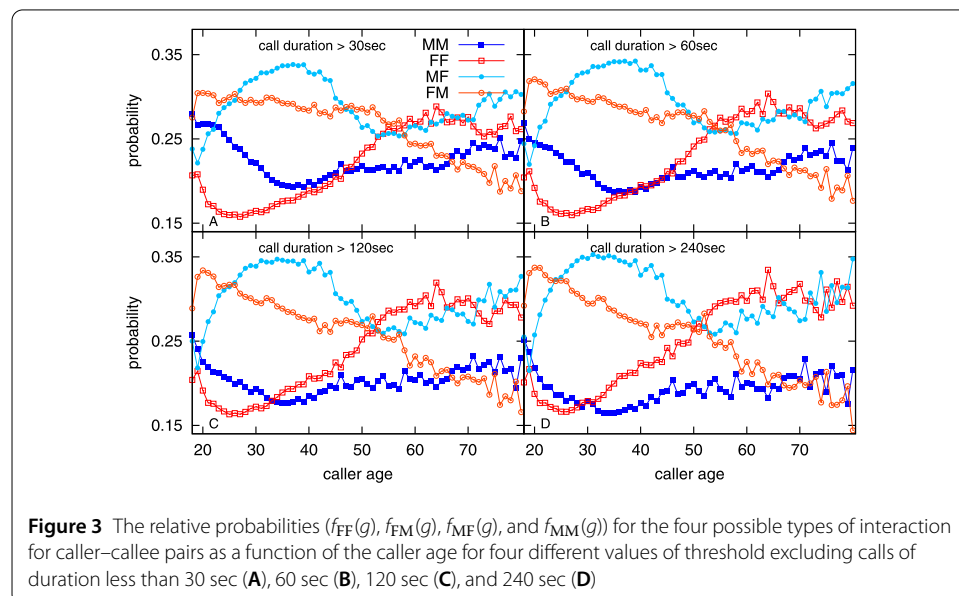 call duration > 30sec
MM
FF
MF
FM
call duration > 60sec
0.35
0.25
0.15
probability
A
B
call duration > 120sec
call duration > 240sec
0.35
0.25
0.15
probability
C
D
20 30 40 50 60 70 20 30 40 50 60 70 80
caller age caller age
Figure 3 The relative probabilities (fFF(g), fFM(g), fMF(g), and fMM(g)) for the four possible types of interaction
for caller–callee pairs as a function of the caller age for four different values of threshold excluding calls of
duration less than 30 sec (A), 60 sec (B), 120 sec (C), and 240 sec (D)